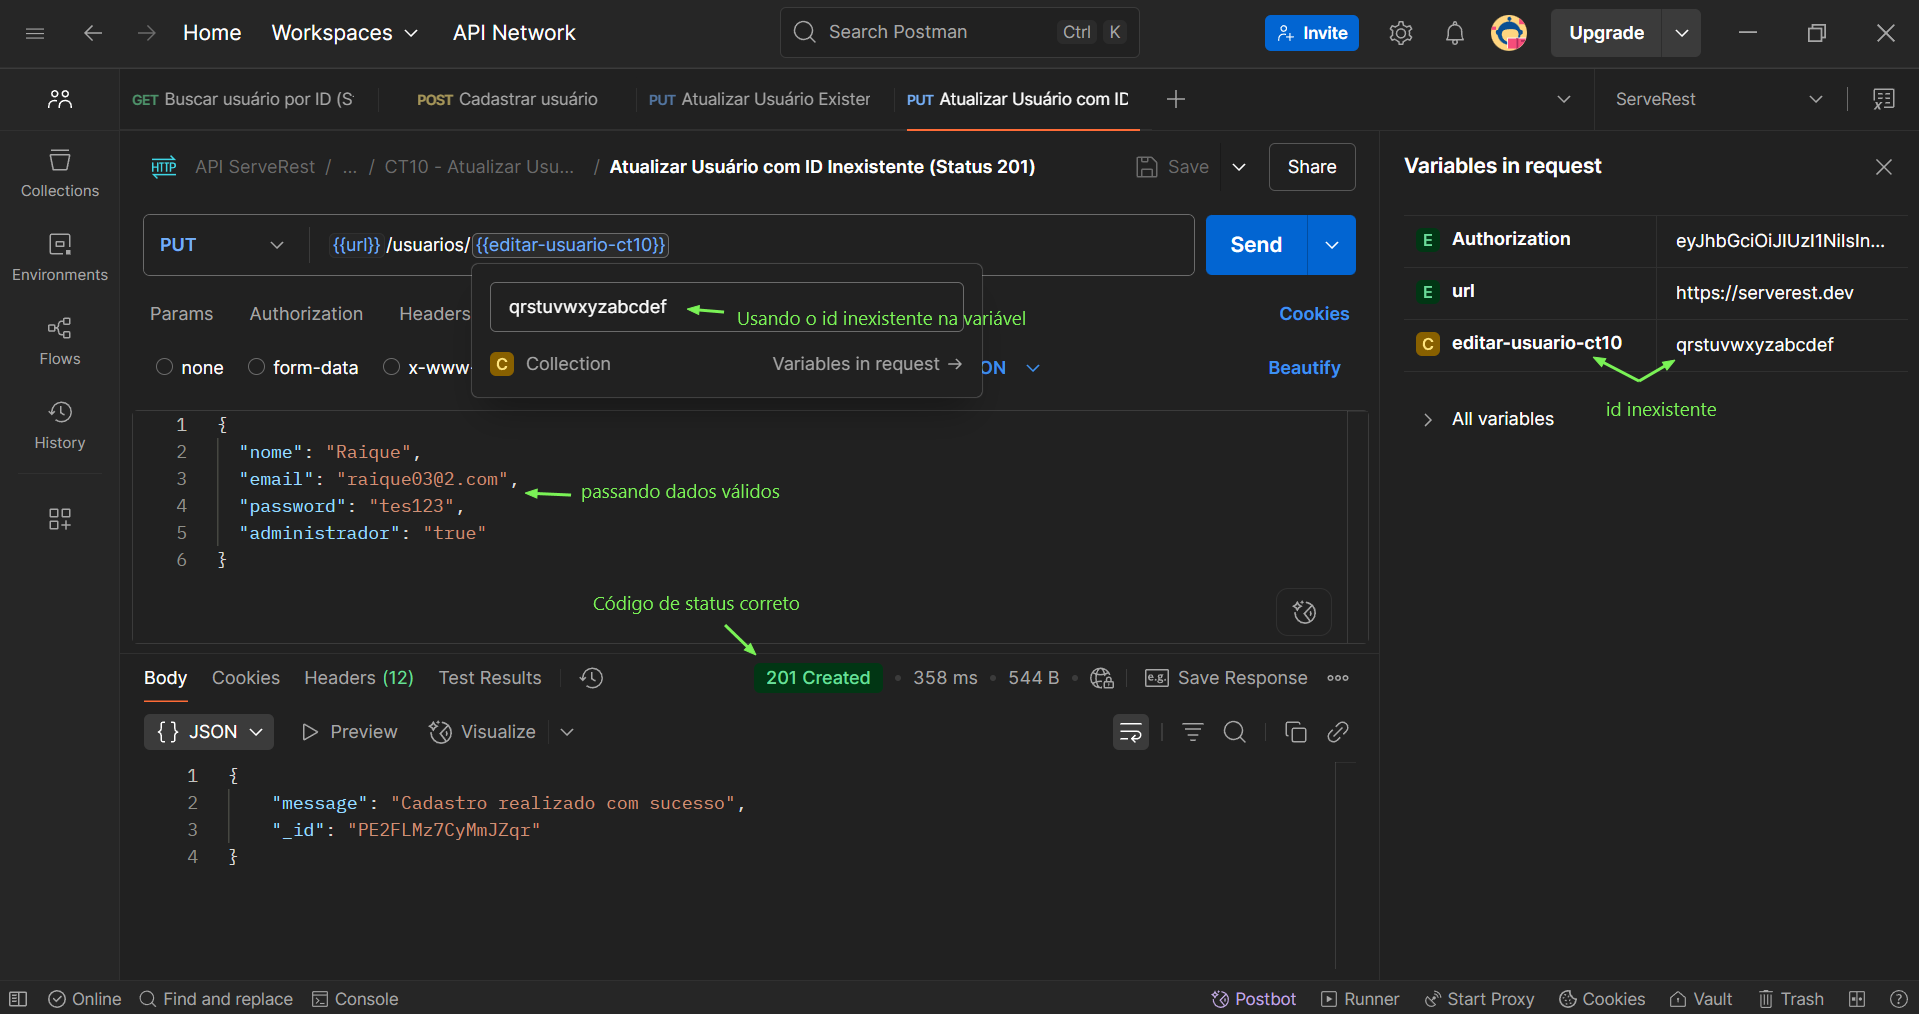 Home Workspaces API Network Search Postman Ctrl K Invite Upgrade
GET Buscar usuário por ID (S POST Cadastrar usuário PUT Atualizar Usuário Exister PUT Atualizar Usuário com ID ServeRest
Collections
Environments
Flows
History
HTTP API ServeRest / ... / CT10 - Atualizar Usu... / Atualizar Usuário com ID Inexistente (Status 201) Save Share
PUT {{url}} /usuarios/ {{editar-usuario-ct10}} Send
qrstuvwxyzabcdef
Usando o id inexistente na variável
C Collection Variables in request →
Params Authorization Headers Cookies
none form-data x-www- ON Beautify
1 {
2 "nome": "Raique",
3 "email": "raique03@2.com",
4 "password": "tes123",
5 "administrador": "true"
6 }
passando dados válidos
Código de status correto
Body Cookies Headers (12) Test Results 201 Created • 358 ms • 544 B • e.g. Save Response
{} JSON Preview Visualize
1 {
2 "message": "Cadastro realizado com sucesso",
3 "_id": "PE2FLMz7CyMmJZqr"
4 }
Variables in request
E Authorization eyJhbGciOiJIUzI1NiIsIn...
E url https://serverest.dev
C editar-usuario-ct10 qrstuvwxyzabcdef
id inexistente
All variables
Online Find and replace Console Postbot Runner Start Proxy Cookies Vault Trash